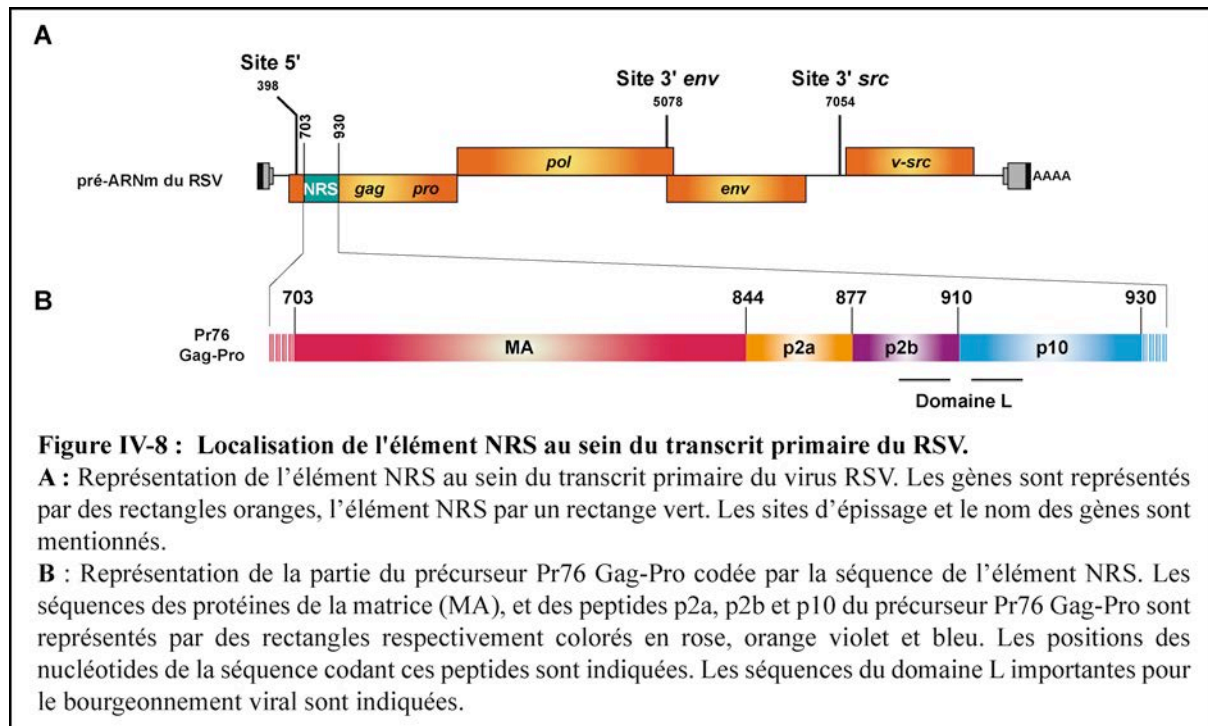 A
Site 5'
398
703
930
Site 3' env
5078
Site 3' src
7054
pré-ARNm du RSV
NRS
gag
pro
pol
env
v-src
AAAA
B
703
844
877
910
930
Pr76
Gag-Pro
MA
p2a
p2b
p10
Domaine L
Figure IV-8 : Localisation de l'élément NRS au sein du transcrit primaire du RSV.
A : Représentation de l'élément NRS au sein du transcrit primaire du virus RSV. Les gènes sont représentés
par des rectangles oranges, l'élément NRS par un rectange vert. Les sites d'épissage et le nom des gènes sont
mentionnés.
B : Représentation de la partie du précurseur Pr76 Gag-Pro codée par la séquence de l'élément NRS. Les
séquences des protéines de la matrice (MA), et des peptides p2a, p2b et p10 du précurseur Pr76 Gag-Pro sont
représentés par des rectangles respectivement colorés en rose, orange violet et bleu. Les positions des
nucléotides de la séquence codant ces peptides sont indiquées. Les séquences du domaine L importantes pour
le bourgeonnement viral sont indiquées.